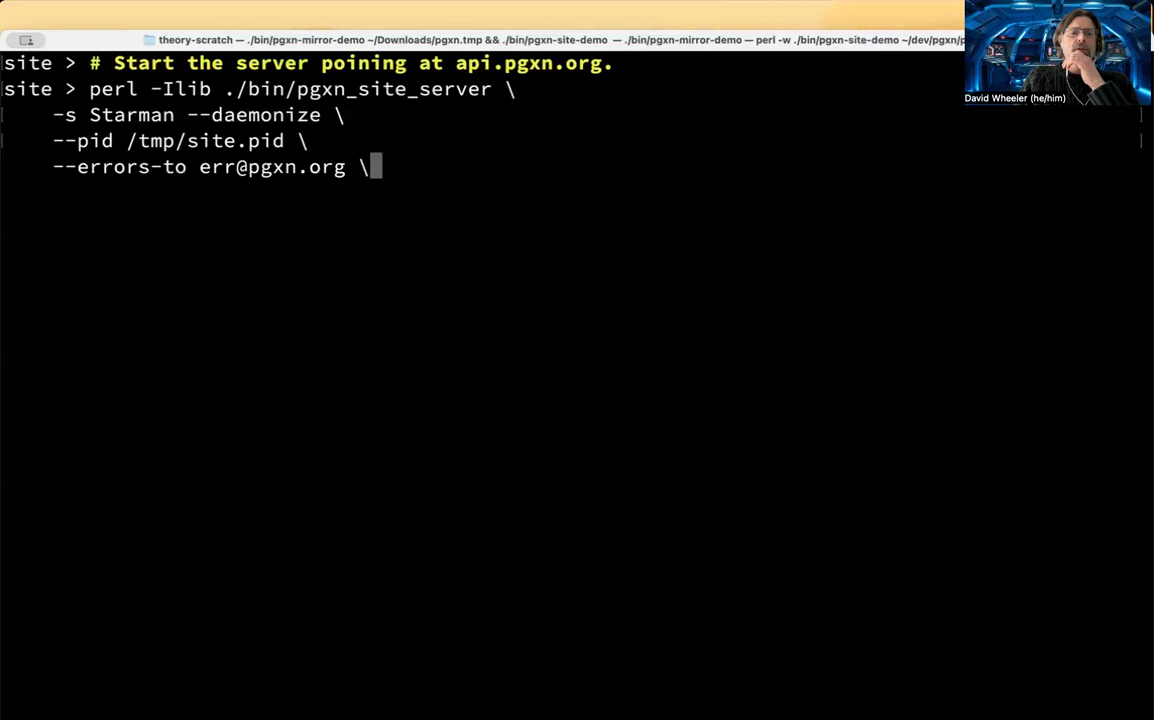 theory-scratch — ./bin/pgxn-mirror-demo ~/Downloads/pgxn.tmp && ./bin/pgxn-site-demo — ./bin/pgxn-mirror-demo — perl -w ./bin/pgxn-site-demo ~/dev/pgxn/p
site > # Start the server poining at api.pgxn.org.
site > perl -Ilib ./bin/pgxn_site_server \
-s Starman --daemonize \
--pid /tmp/site.pid \
--errors-to err@pgxn.org \
David Wheeler (he/him)